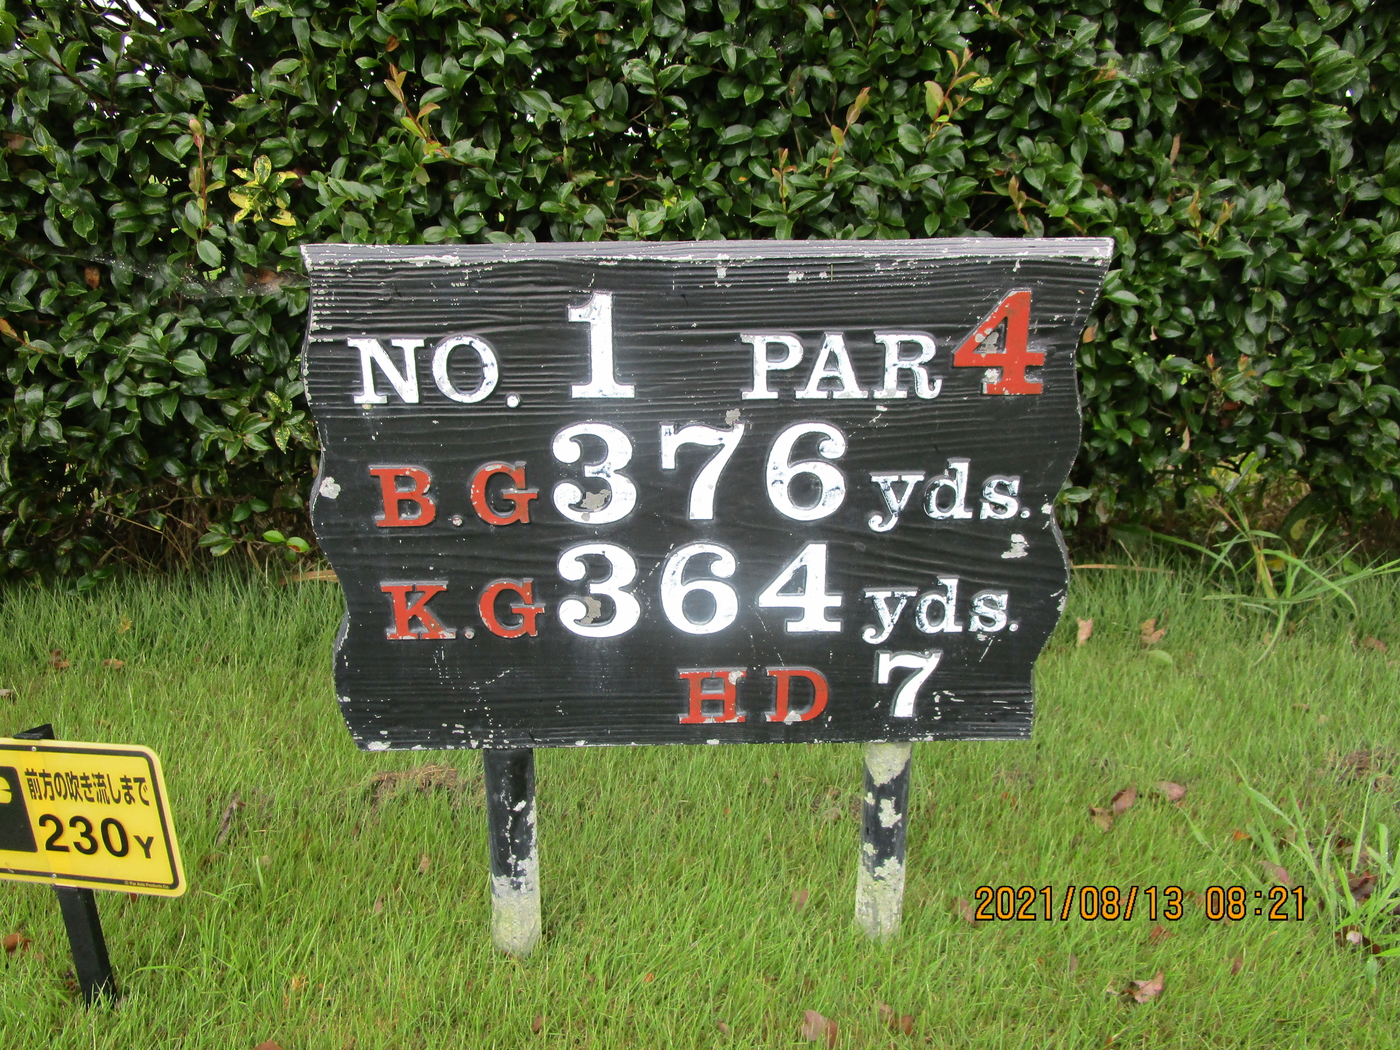 NO. 1 PAR 4
B.G 376 yds.
K.G 364 yds.
HD 7
前方の吹き流しまで
230Y
2021/08/13 08:21